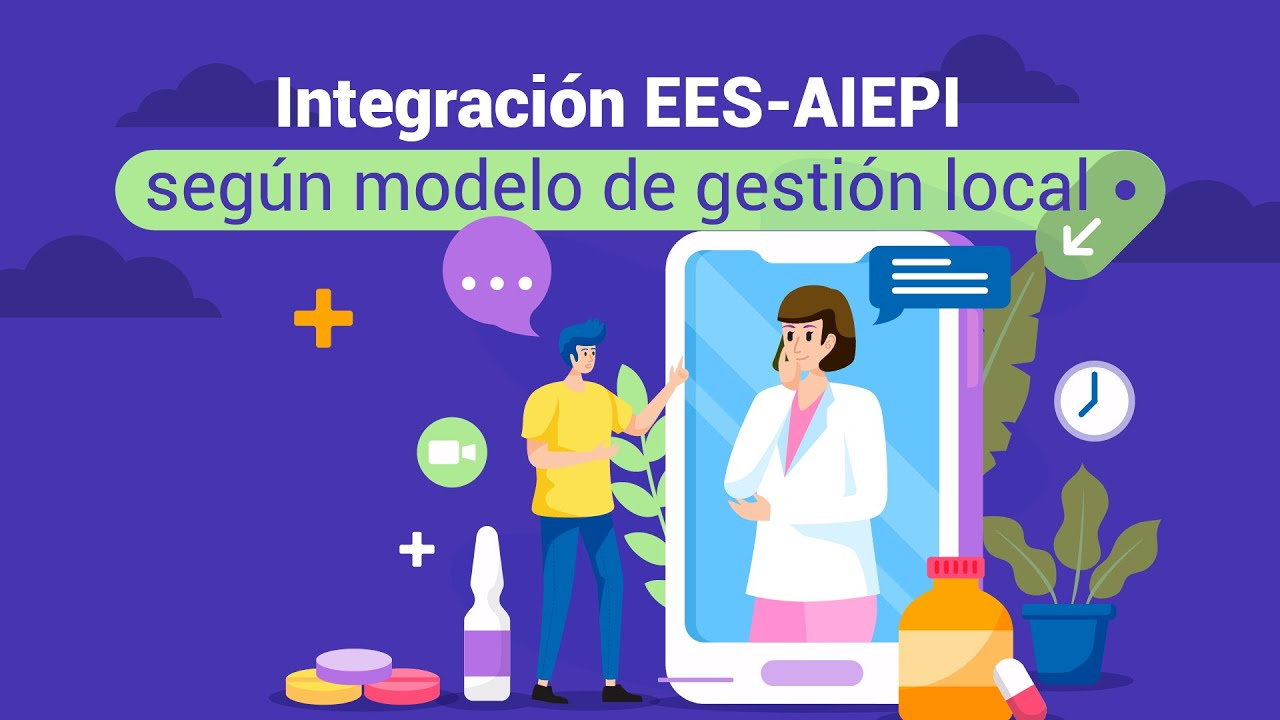 Integración EES-AIEPI
según modelo de gestión local